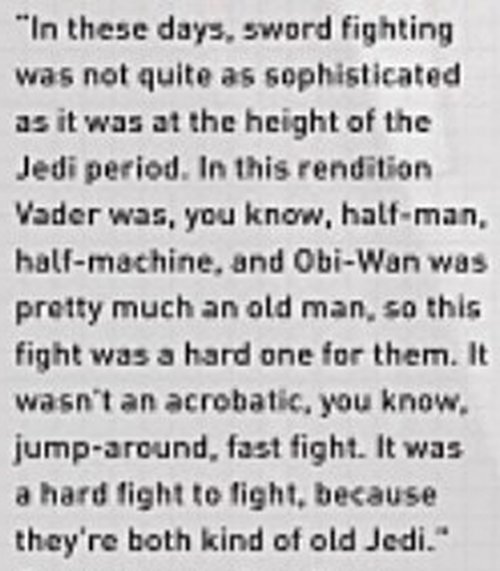 "In these days, sword fighting
was not quite as sophisticated
as it was at the height of the
Jedi period. In this rendition
Vader was, you know, half-man,
half-machine, and Obi-Wan was
pretty much an old man, so this
fight was a hard one for them. It
wasn't an acrobatic, you know,
jump-around, fast fight. It was
a hard fight to fight, because
they're both kind of old Jedi."